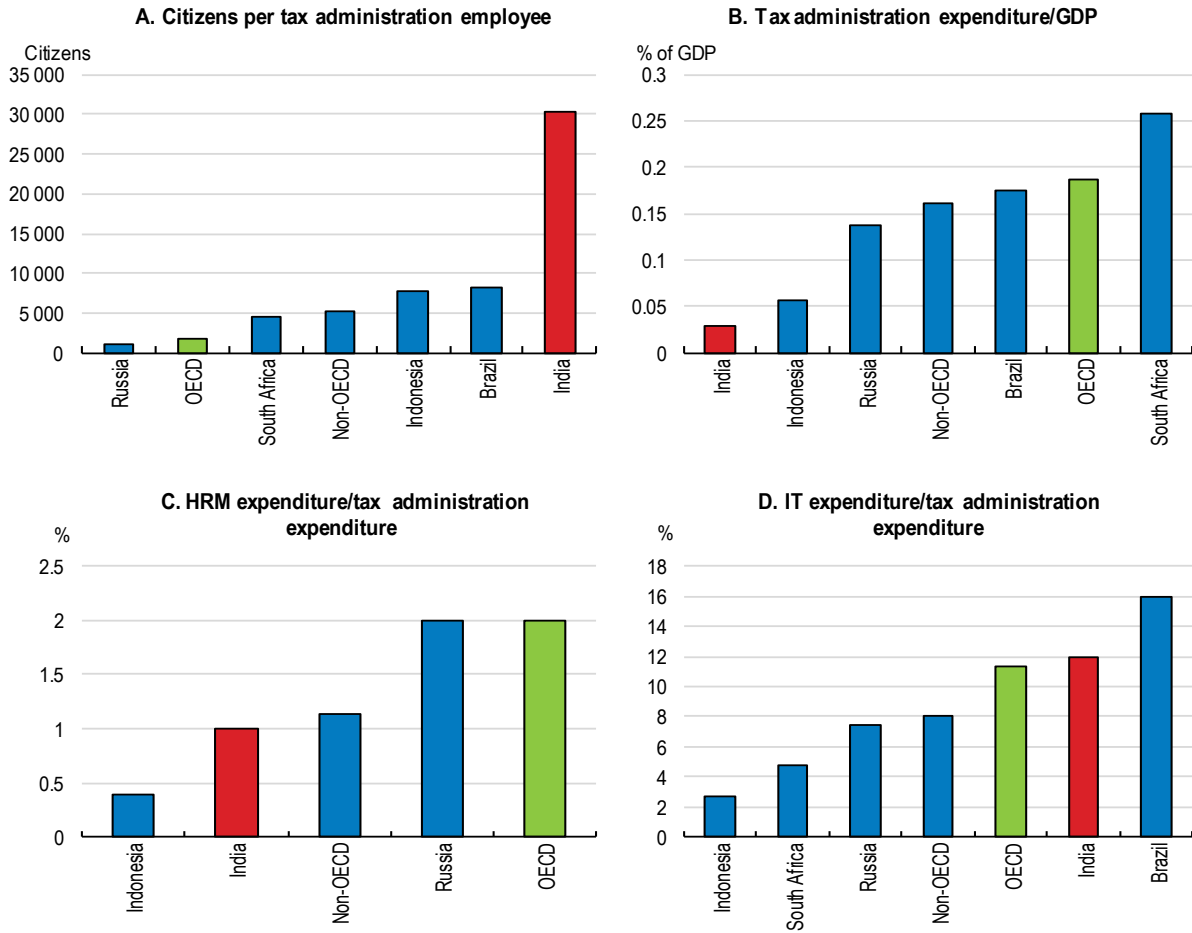 A. Citizens per tax administration employee
Citizens
35 000
30 000
25 000
20 000
15 000
10 000
5 000
0
Russia
OECD
South Africa
Non-OECD
Indonesia
Brazil
India
B. Tax administration expenditure/GDP
% of GDP
0.3
0.25
0.2
0.15
0.1
0.05
0
India
Indonesia
Russia
Non-OECD
Brazil
OECD
South Africa
C. HRM expenditure/tax administration
expenditure
%
2.5
2
1.5
1
0.5
0
Indonesia
India
Non-OECD
Russia
OECD
D. IT expenditure/tax administration
expenditure
%
18
16
14
12
10
8
6
4
2
0
Indonesia
South Africa
Russia
Non-OECD
OECD
India
Brazil